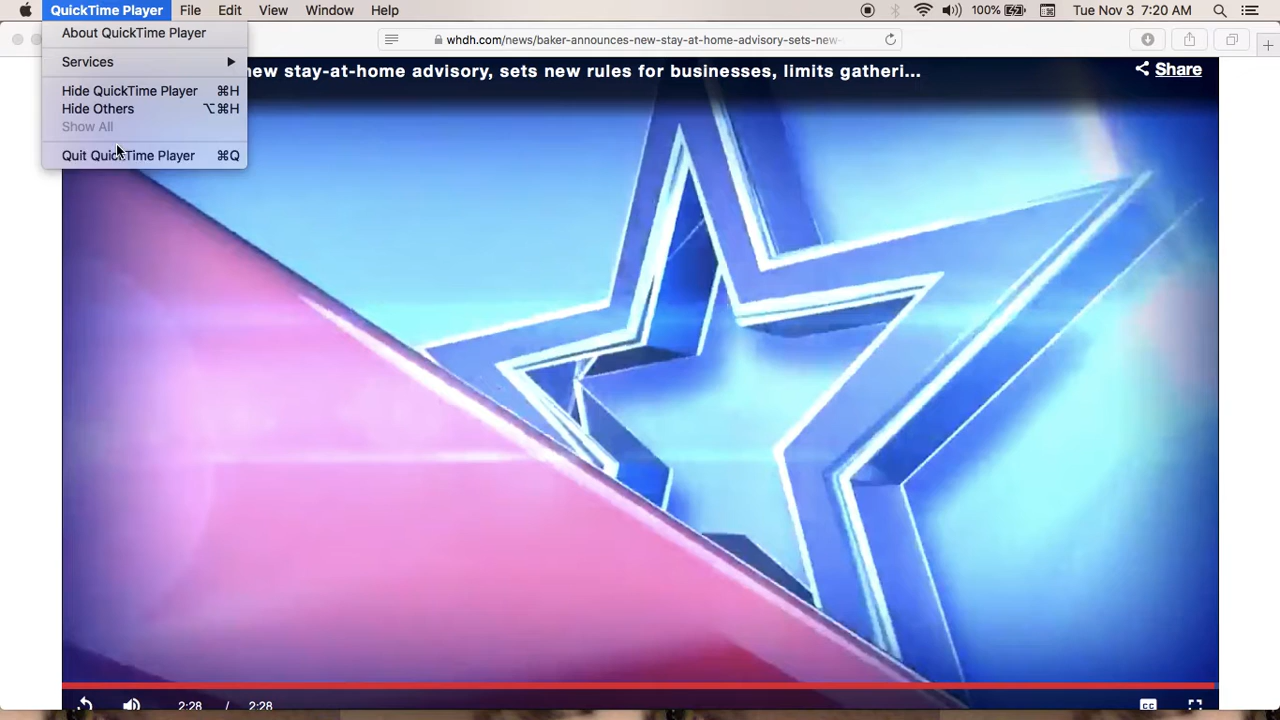 QuickTime Player File Edit View Window Help 100% Tue Nov 3 7:20 AM
About QuickTime Player
Services
Hide QuickTime Player ⌘H
Hide Others ⌥⌘H
Show All
Quit QuickTime Player ⌘Q
whdh.com/news/baker-announces-new-stay-at-home-advisory-sets-new-
new stay-at-home advisory, sets new rules for businesses, limits gatheri... Share
2:28 / 2:28 CC